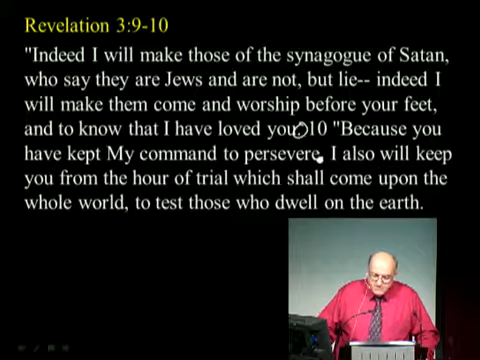 Revelation 3:9-10
"Indeed I will make those of the synagogue of Satan,
who say they are Jews and are not, but lie-- indeed I
will make them come and worship before your feet,
and to know that I have loved you. 10 "Because you
have kept My command to persevere, I also will keep
you from the hour of trial which shall come upon the
whole world, to test those who dwell on the earth.